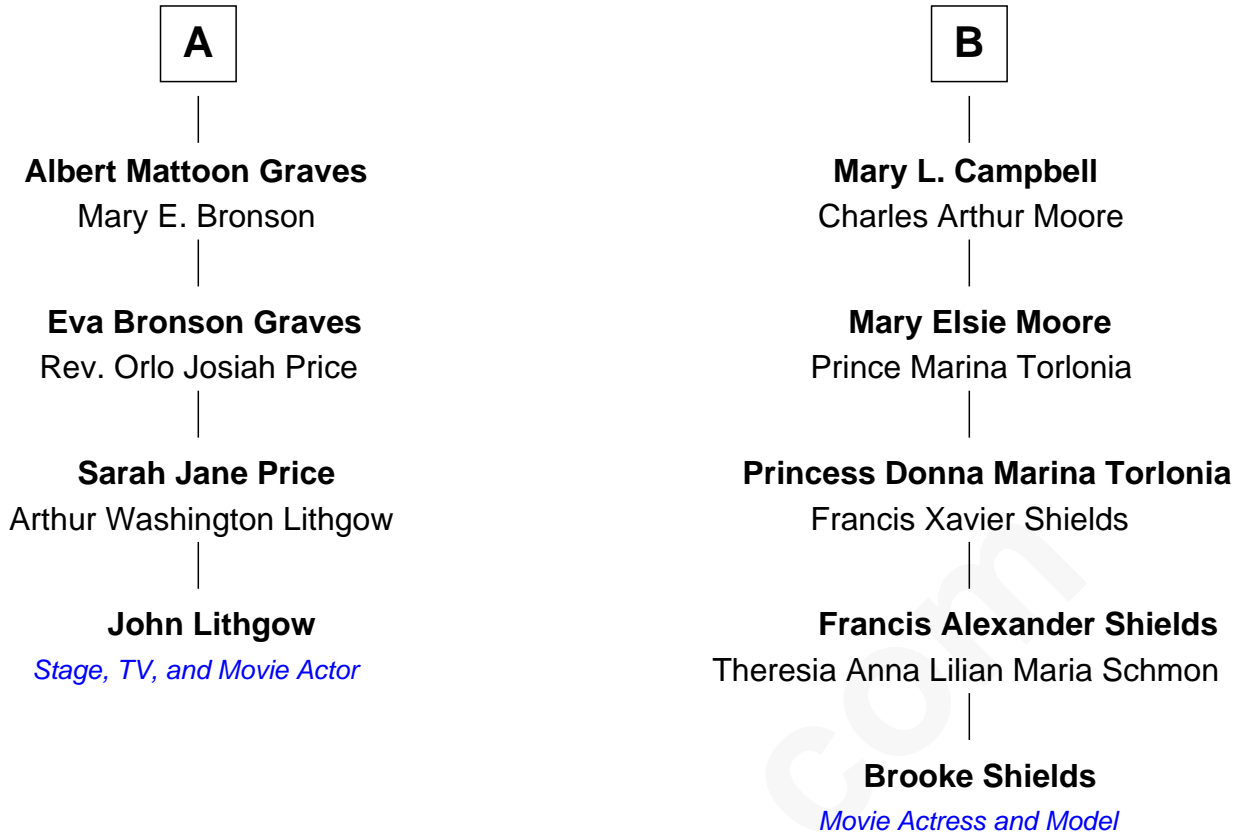 A
Albert Mattoon Graves
Mary E. Bronson
Eva Bronson Graves
Rev. Orlo Josiah Price
Sarah Jane Price
Arthur Washington Lithgow
John Lithgow
Stage, TV, and Movie Actor
B
Mary L. Campbell
Charles Arthur Moore
Mary Elsie Moore
Prince Marina Torlonia
Princess Donna Marina Torlonia
Francis Xavier Shields
Francis Alexander Shields
Theresia Anna Lilian Maria Schmon
Brooke Shields
Movie Actress and Model
com